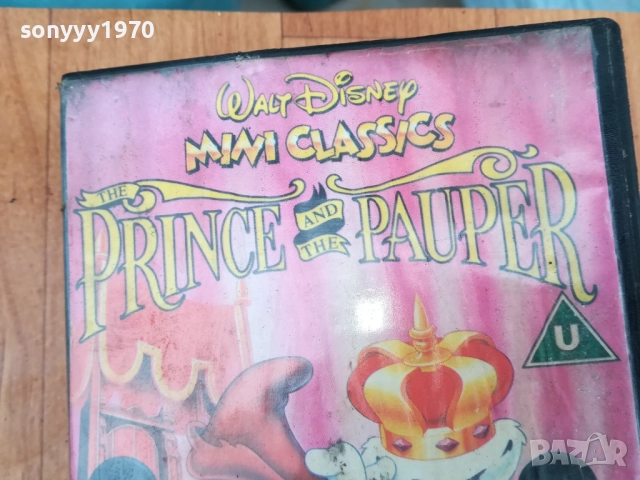 sonyyy1970
WALT DISNEY
MINI CLASSICS
THE
PRINCE AND THE PAUPER
U
BAZAR